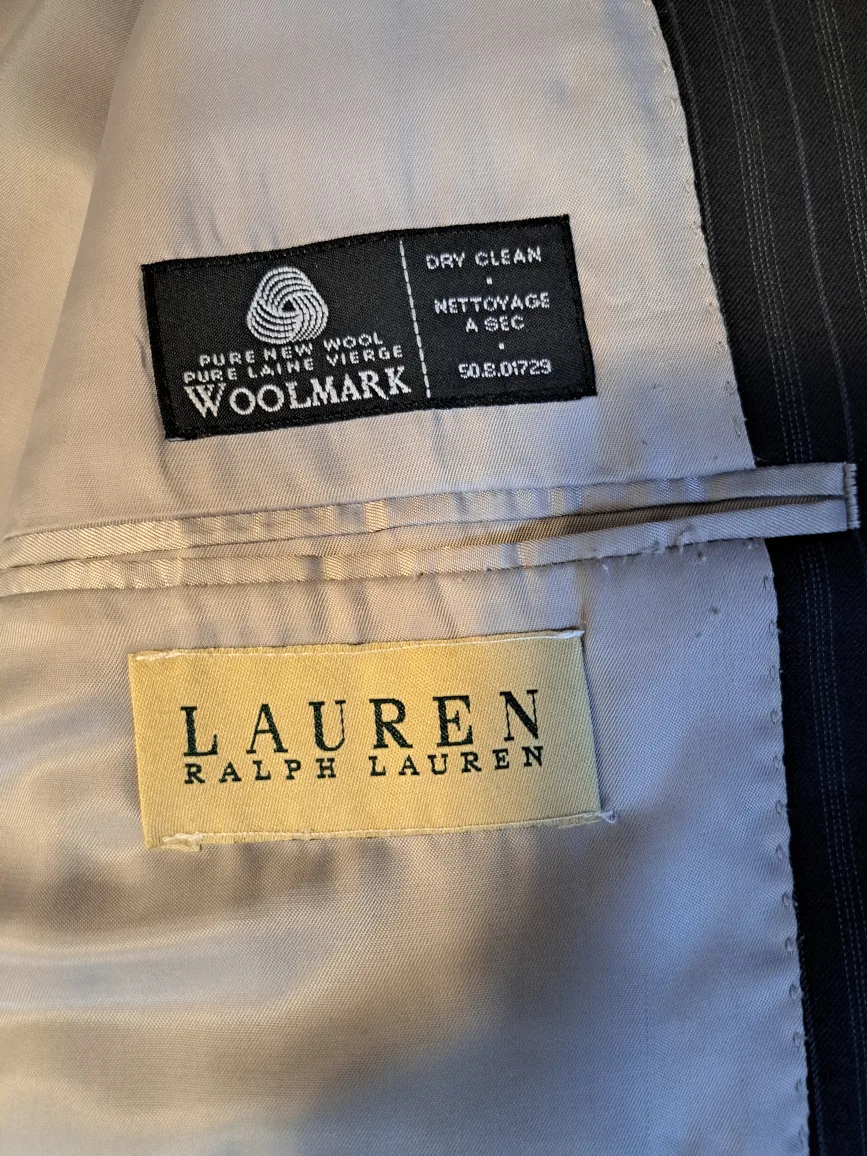 PURE NEW WOOL
PURE LAINE VIERGE
WOOLMARK
DRY CLEAN
•
NETTOYAGE
A SEC
•
50.8.01729
LAUREN
RALPH LAUREN